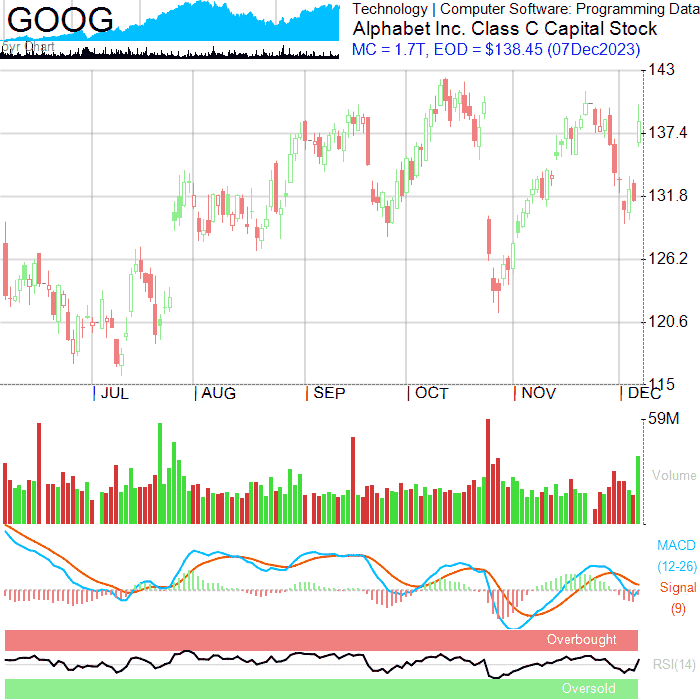 GOOG
Technology | Computer Software: Programming Data
Alphabet Inc. Class C Capital Stock
MC = 1.7T, EOD = $138.45 (07Dec2023)
143
137.4
131.8
126.2
120.6
115
JUL AUG SEP OCT NOV DEC
59M
Volume
MACD
(12-26)
Signal
(9)
Overbought
RSI(14)
Oversold